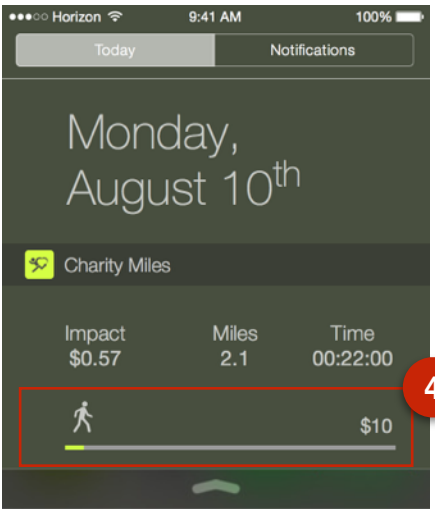 Horizon 9:41 AM 100%
Today Notifications
Monday,
August 10th
Charity Miles
Impact Miles Time
$0.57 2.1 00:22:00
4
$10